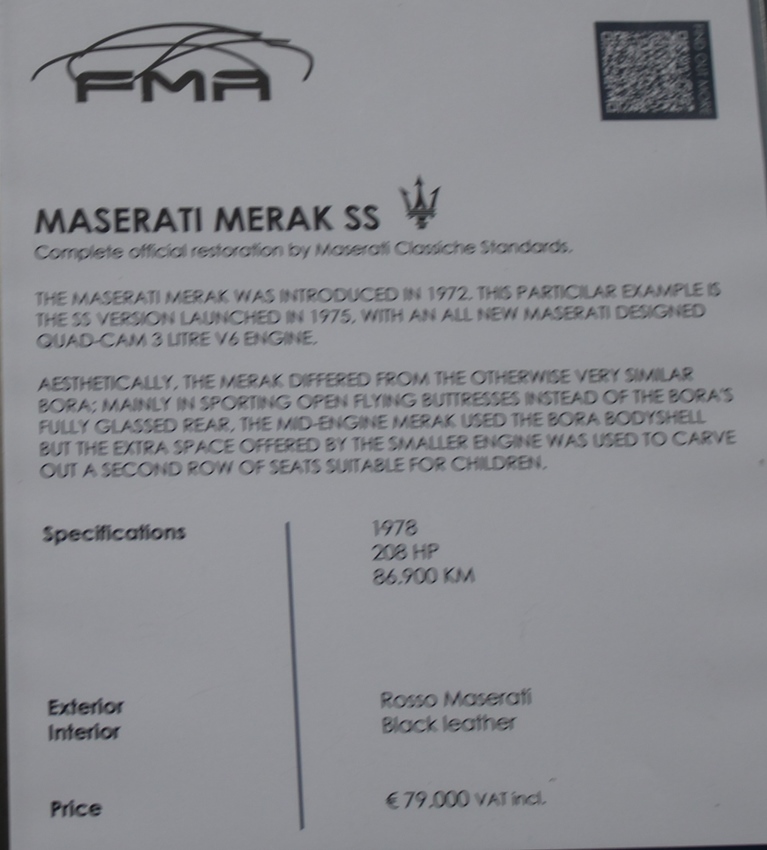 FMA
FIND OUT MORE
MASERATI MERAK SS
Complete official restoration by Maserati Classiche Standards.
THE MASERATI MERAK WAS INTRODUCED IN 1972. THIS PARTICILAR EXAMPLE IS
THE SS VERSION LAUNCHED IN 1975, WITH AN ALL NEW MASERATI DESIGNED
QUAD-CAM 3 LITRE V6 ENGINE.
AESTHETICALLY, THE MERAK DIFFERED FROM THE OTHERWISE VERY SIMILAR
BORA; MAINLY IN SPORTING OPEN FLYING BUTTRESSES INSTEAD OF THE BORA'S
FULLY GLASSED REAR. THE MID-ENGINE MERAK USED THE BORA BODYSHELL
BUT THE EXTRA SPACE OFFERED BY THE SMALLER ENGINE WAS USED TO CARVE
OUT A SECOND ROW OF SEATS SUITABLE FOR CHILDREN.
Specifications 1978
208 HP
86.900 KM
Exterior Rosso Maserati
Interior Black leather
Price € 79.000 VAT incl.